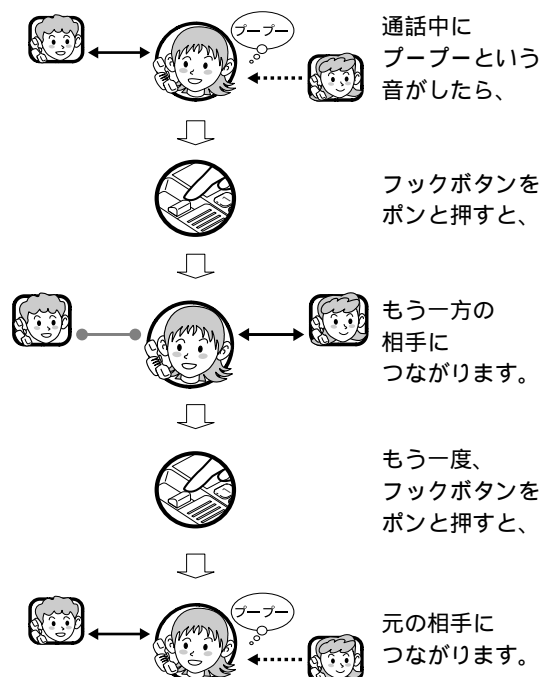 プープー
通話中に
プープーという
音がしたら、
フックボタンを
ポンと押すと、
もう一方の
相手に
つながります。
もう一度、
フックボタンを
ポンと押すと、
プープー
元の相手に
つながります。